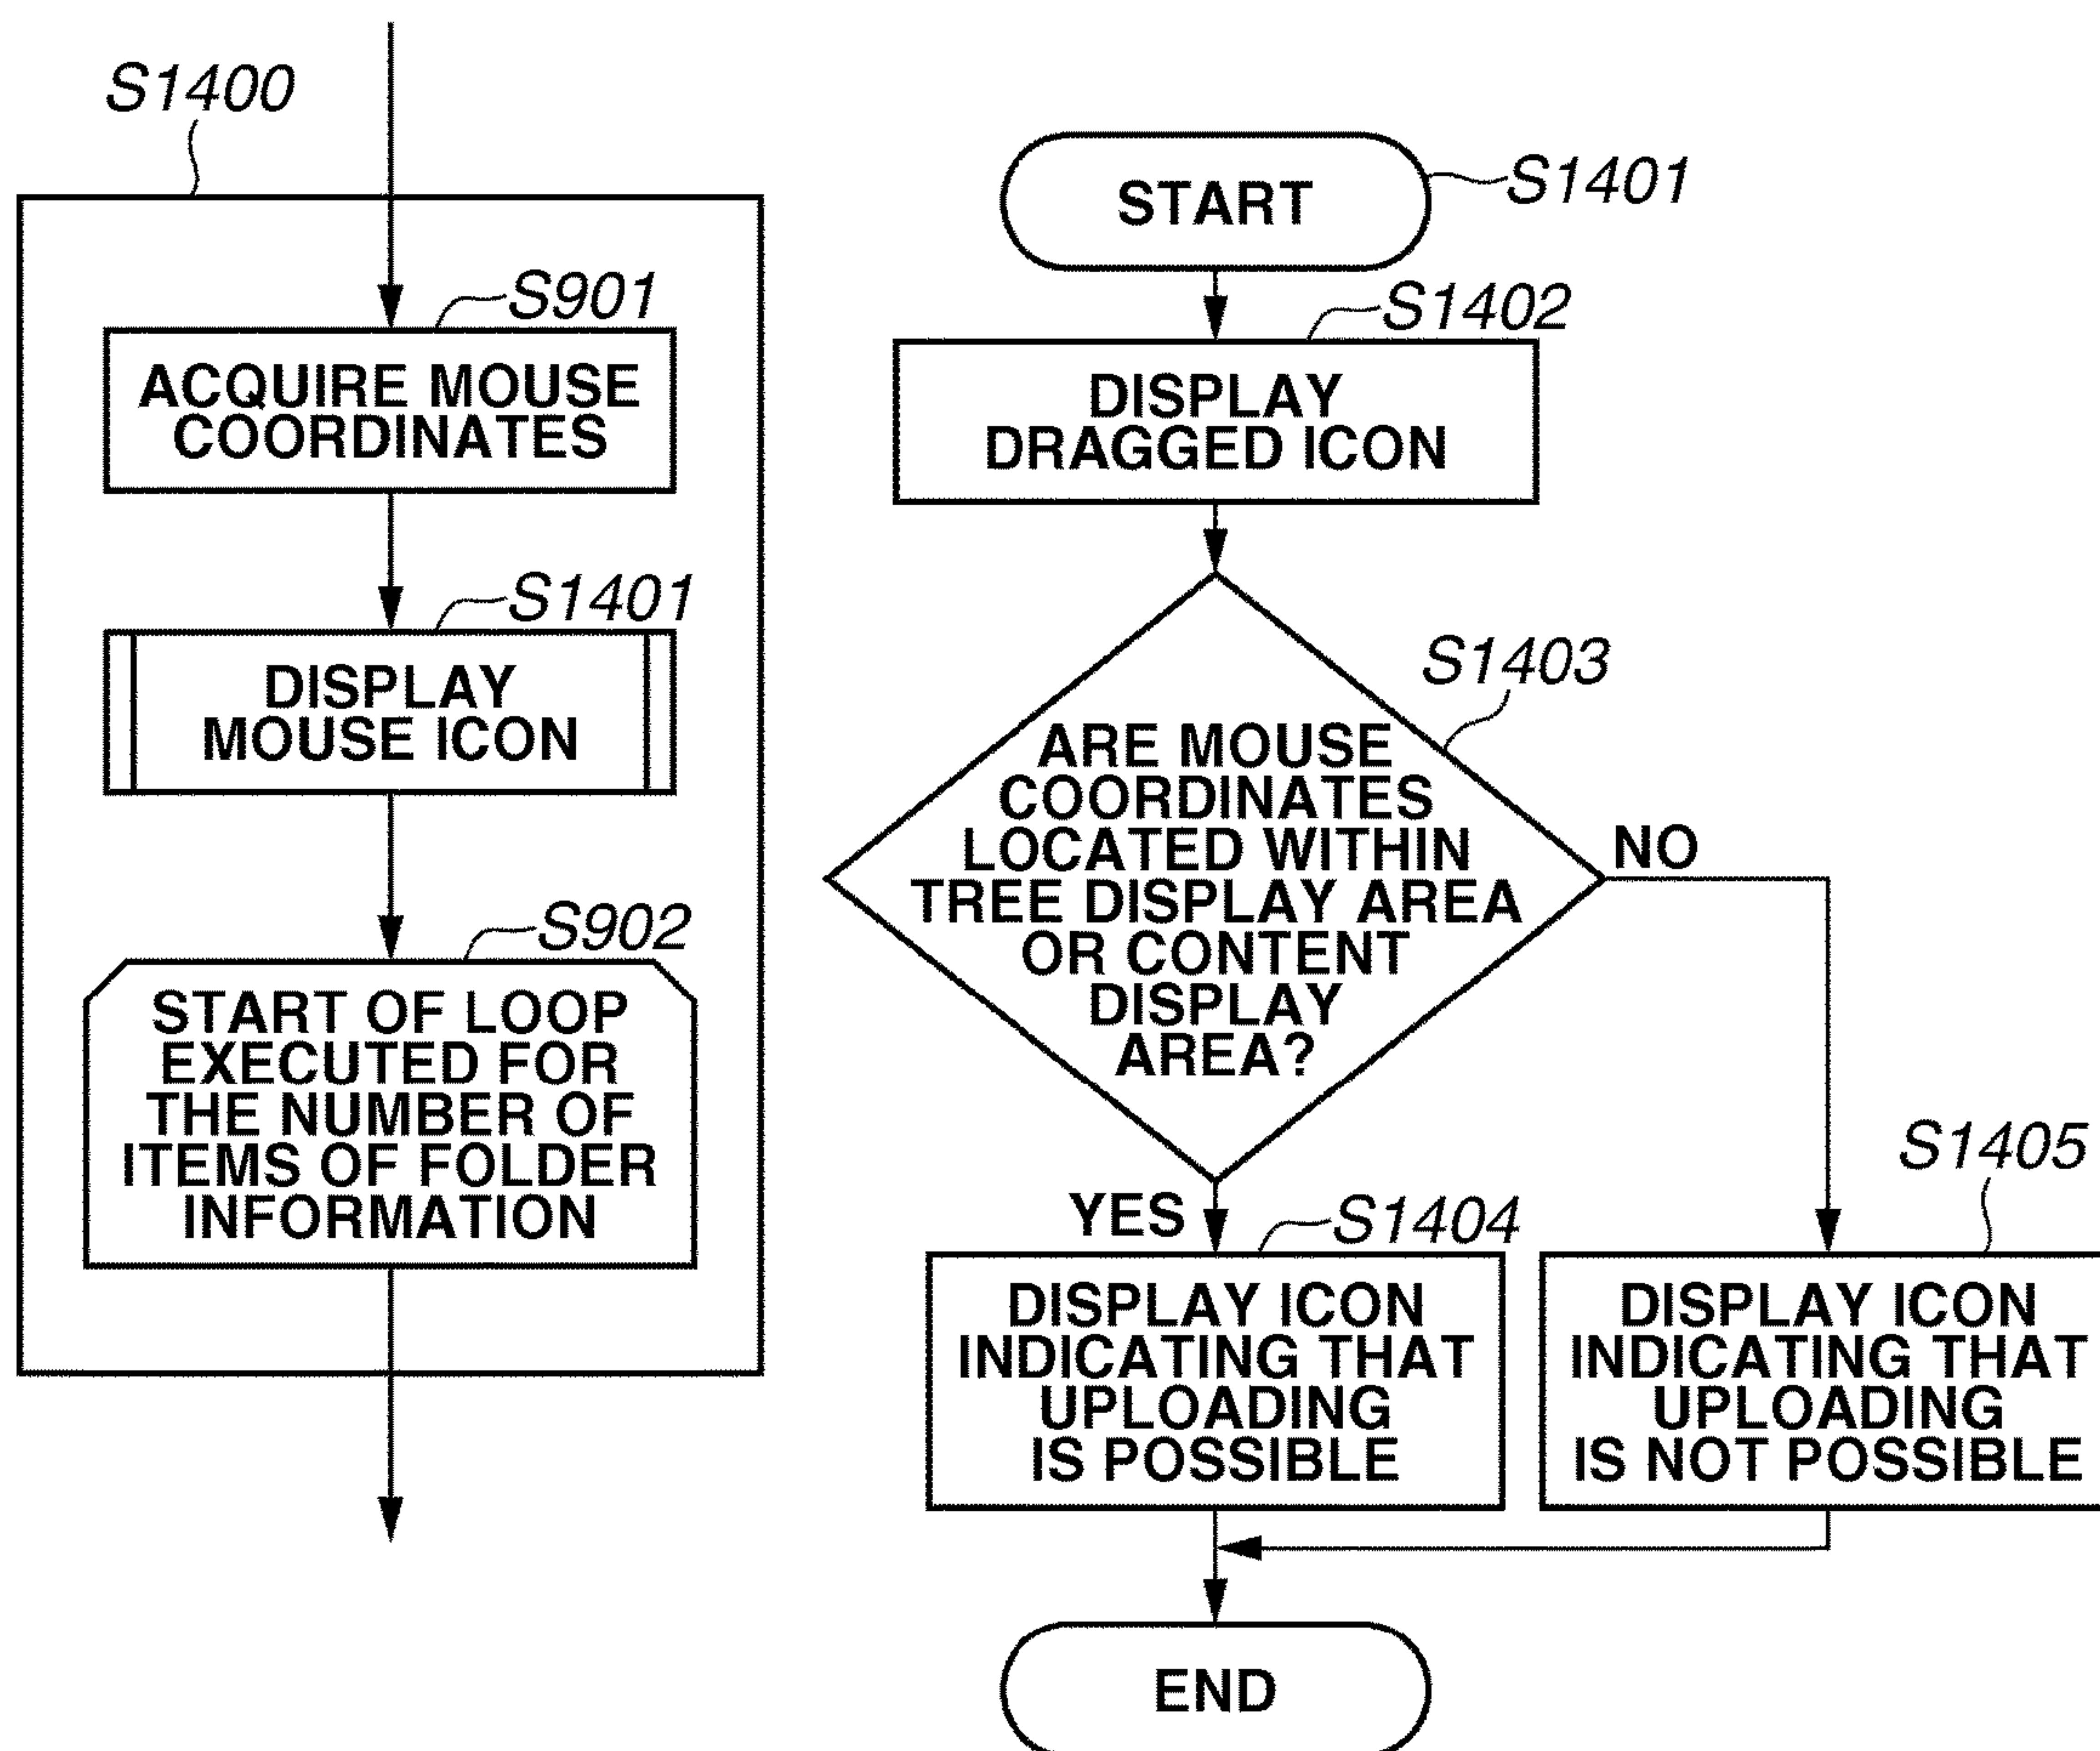 S1400
S901
ACQUIRE MOUSE
COORDINATES
S1401
DISPLAY
MOUSE ICON
S902
START OF LOOP
EXECUTED FOR
THE NUMBER OF
ITEMS OF FOLDER
INFORMATION
START
S1401
S1402
DISPLAY
DRAGGED ICON
S1403
ARE MOUSE
COORDINATES
LOCATED WITHIN
TREE DISPLAY AREA
OR CONTENT
DISPLAY
AREA?
NO
YES
S1404
DISPLAY ICON
INDICATING THAT
UPLOADING
IS POSSIBLE
S1405
DISPLAY ICON
INDICATING THAT
UPLOADING
IS NOT POSSIBLE
END